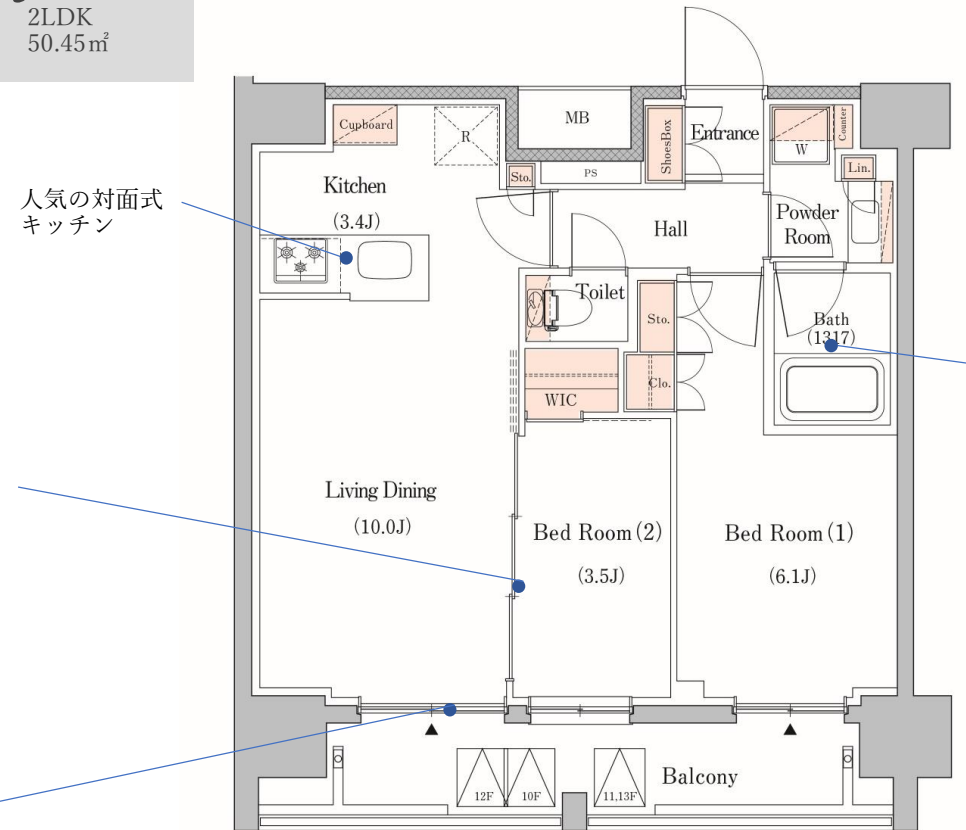 2LDK
50.45㎡
人気の対面式
キッチン
Cupboard
R
MB
PS
Sto.
ShoesBox
Entrance
W
Counter
Lin.
Kitchen
(3.4J)
Hall
Powder
Room
Toilet
Sto.
Bath
(1317)
WIC
Clo.
Living Dining
(10.0J)
Bed Room(2)
(3.5J)
Bed Room(1)
(6.1J)
Balcony
12F
10F
11,13F